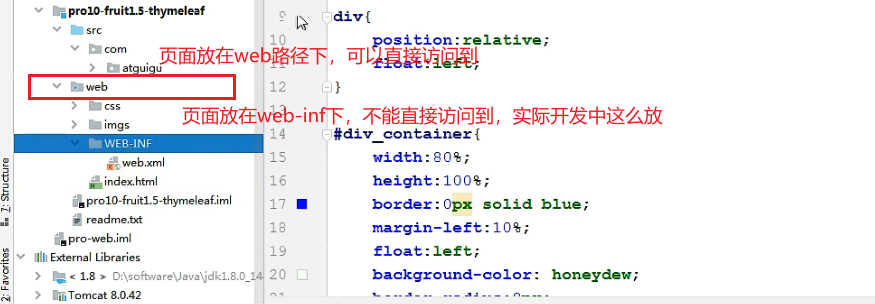 pro10-fruit1.5-thymeleaf
src
com
atguigu
web
css
imgs
WEB-INF
web.xml
index.html
pro10-fruit1.5-thymeleaf.iml
readme.txt
pro-web.iml
External Libraries
< 1.8 > D:\software\Java\jdk1.8.0_14
Tomcat 8.0.42
Z: Structure
2: Favorites
9 div{
10 position:relative;
11 float:left;
12 }
13
14 #div_container{
15 width:80%;
16 height:100%;
17 border:0px solid blue;
18 margin-left:10%;
19 float:left;
20 background-color: honeydew;
21
页面放在web路径下，可以直接访问到
页面放在web-inf下，不能直接访问到，实际开发中这么放